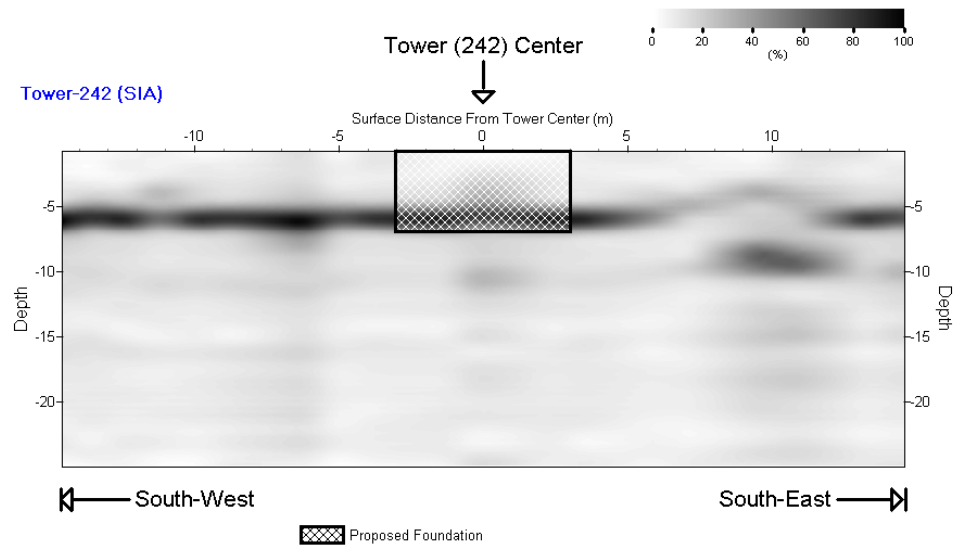 0 20 40 60 80 100
(%)
Tower (242) Center
Tower-242 (SIA)
Surface Distance From Tower Center (m)
-10 -5 0 5 10
-5 -5
-10 -10
Depth Depth
-15 -15
-20 -20
South-West South-East
Proposed Foundation